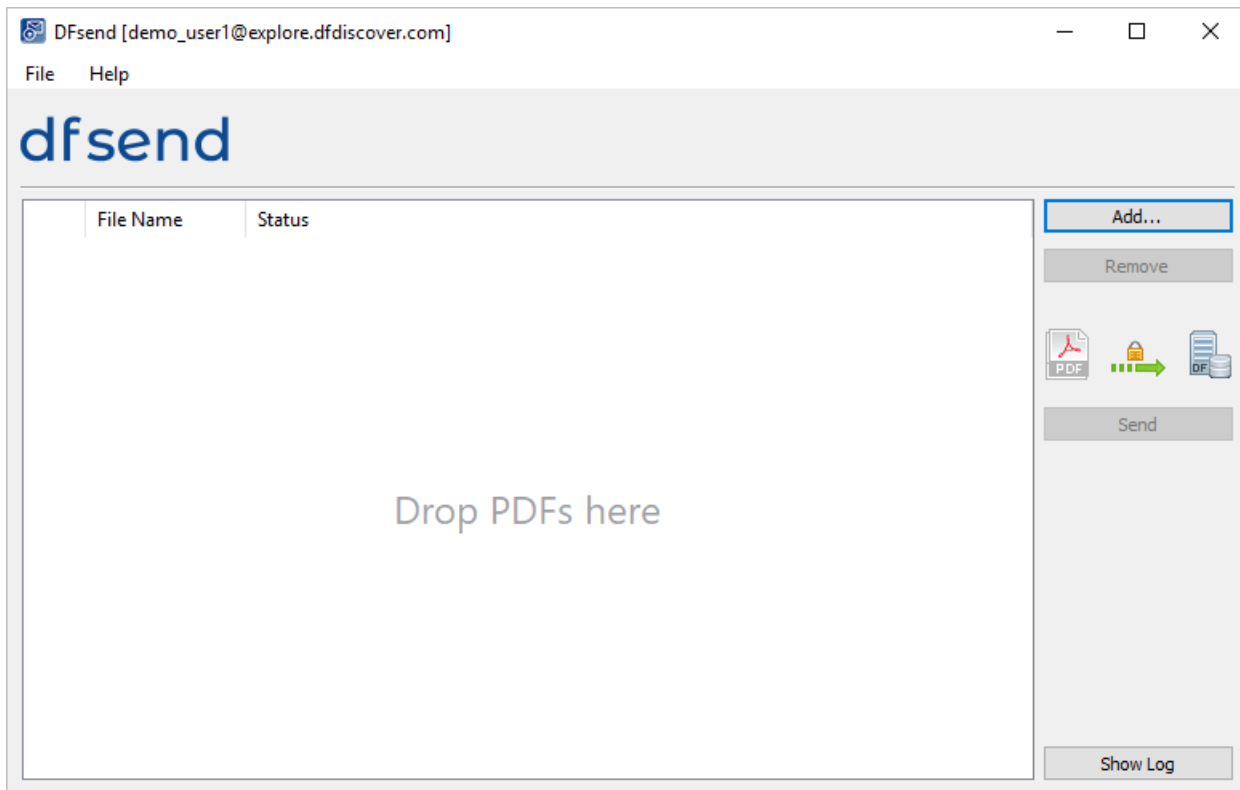 DFsend [demo_user1@explore.dfdiscover.com]
File Help
dfsend
File Name Status
Add...
Remove
PDF
DF
Send
Drop PDFs here
Show Log